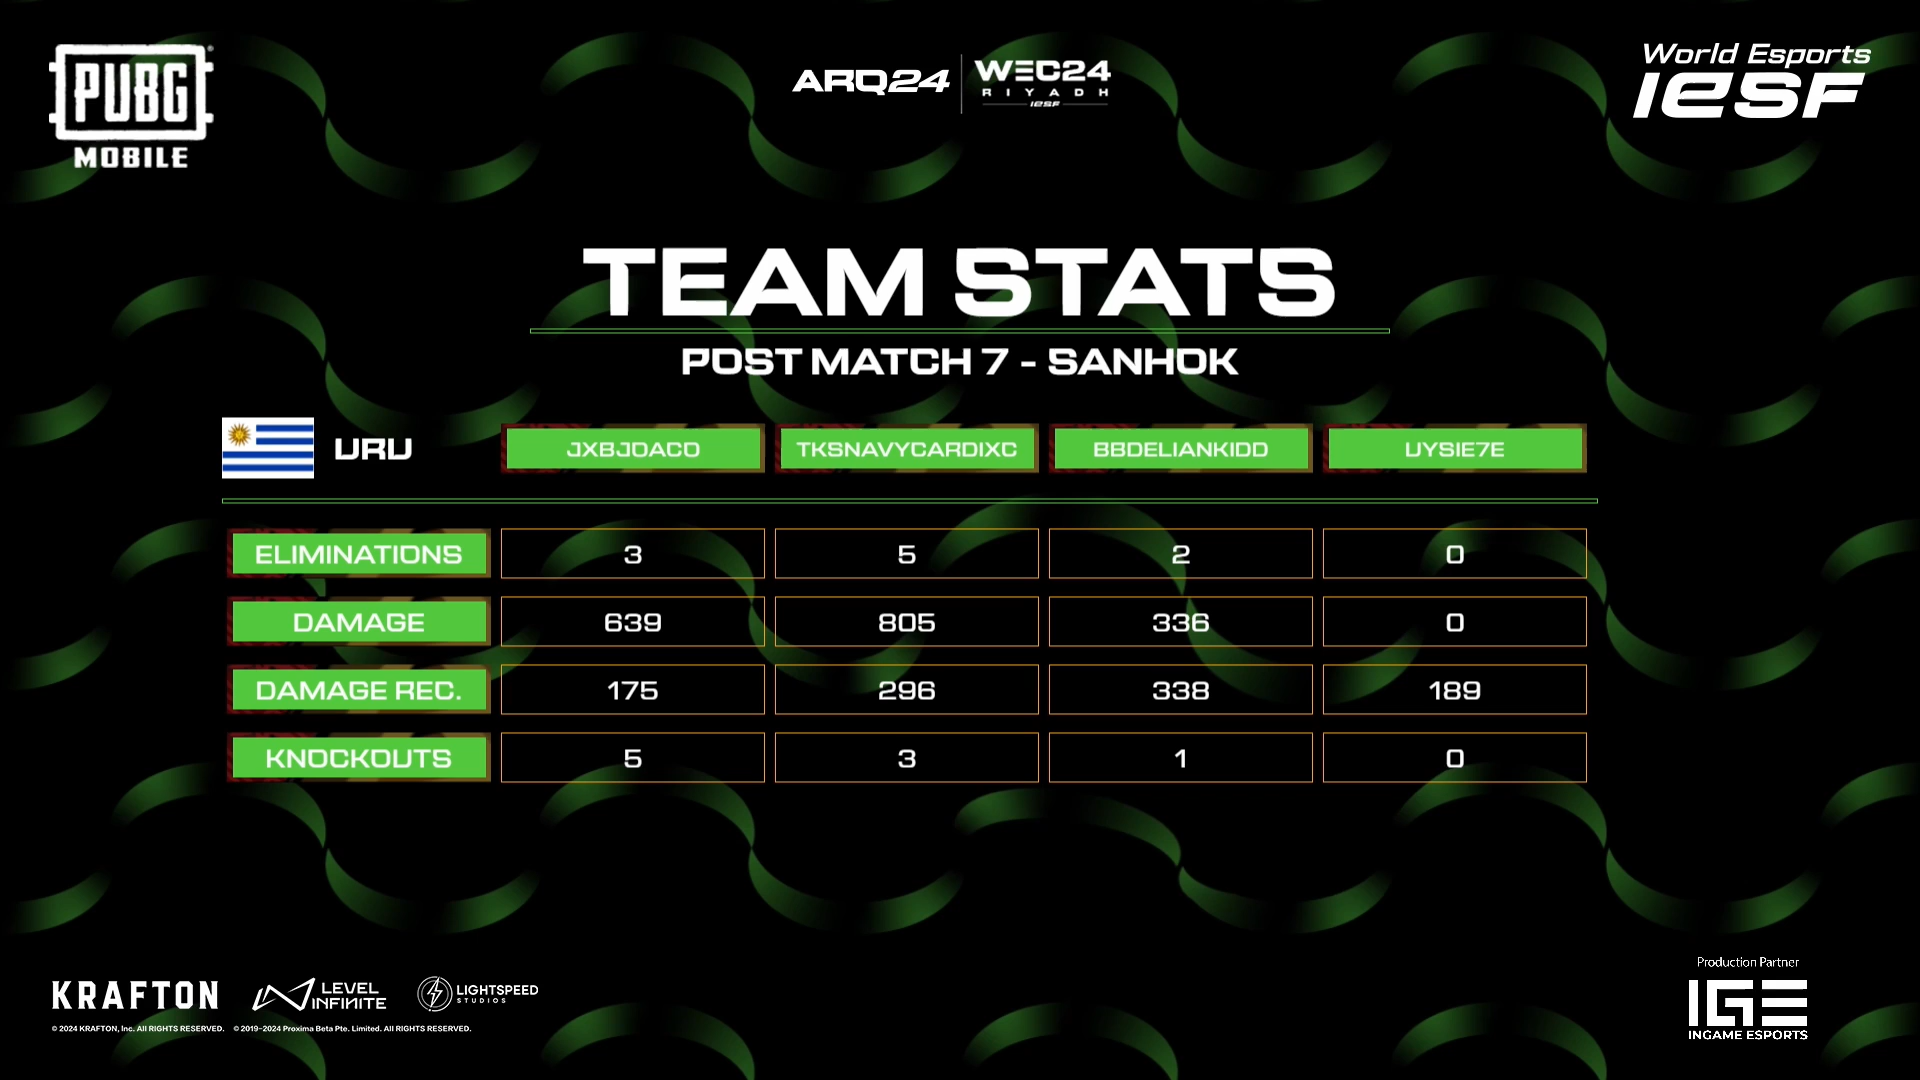 PUBG
MOBILE
ARQ24
WEC24
RIYADH
IESF
World Esports
IESF
TEAM STATS
POST MATCH 7 - SANHOK
URU JXBJOACO TKSNAVYCARDIXC BBDELIANKIDD UYSIE7E
ELIMINATIONS 3 5 2 0
DAMAGE 639 805 336 0
DAMAGE REC. 175 296 338 189
KNOCKOUTS 5 3 1 0
KRAFTON
LEVEL
INFINITE
LIGHTSPEED
STUDIOS
© 2024 KRAFTON, Inc. All RIGHTS RESERVED. © 2019-2024 Proxima Beta Pte. Limited. All RIGHTS RESERVED.
Production Partner
IGE
INGAME ESPORTS